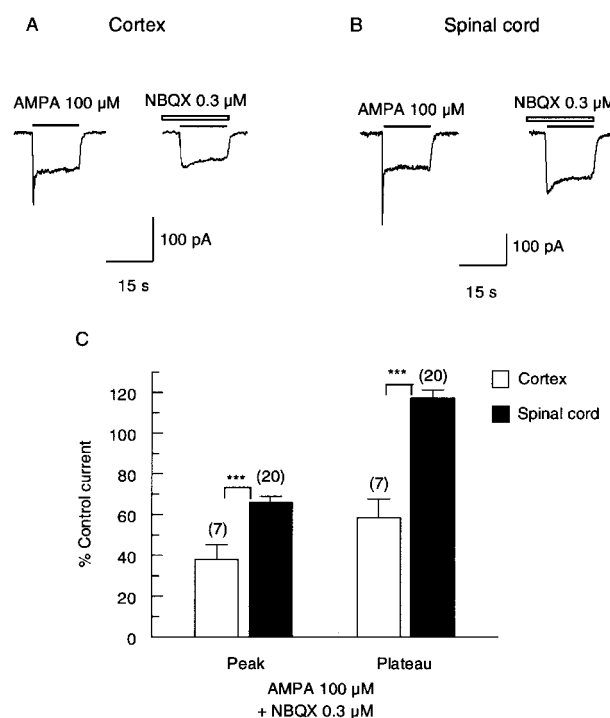 A Cortex
B Spinal cord
AMPA 100 µM
NBQX 0.3 µM
AMPA 100 µM
NBQX 0.3 µM
100 pA
15 s
100 pA
15 s
C
120
100
80
60
40
20
0
% Control current
(7)
***
(20)
(7)
***
(20)
Cortex
Spinal cord
Peak
Plateau
AMPA 100 µM
+ NBQX 0.3 µM